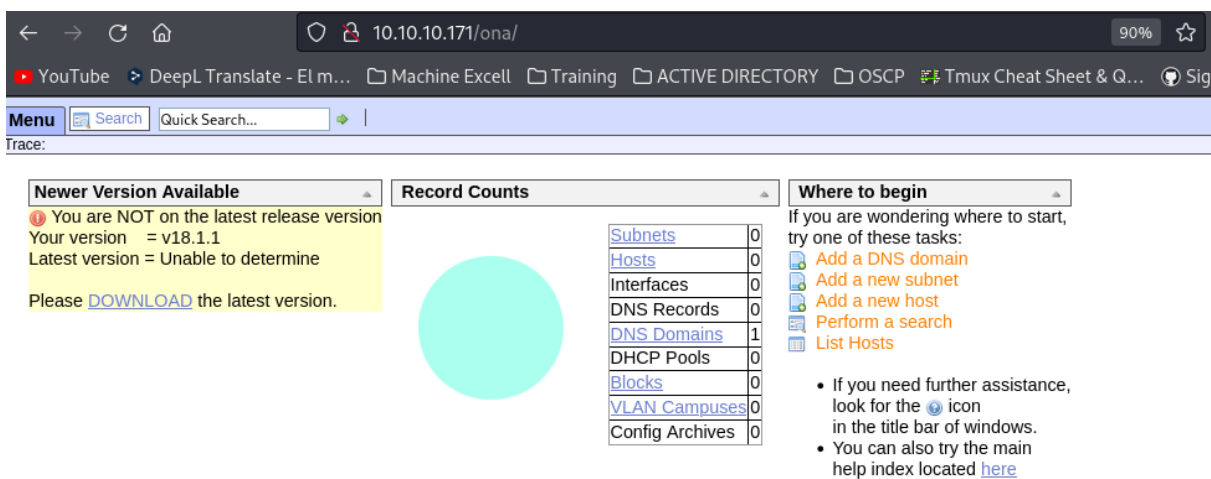 10.10.10.171/ona/
90%
YouTube
DeepL Translate - El m...
Machine Excell
Training
ACTIVE DIRECTORY
OSCP
Tmux Cheat Sheet & Q...
Sig
Menu
Search
Quick Search...
Trace:
Newer Version Available
You are NOT on the latest release version
Your version = v18.1.1
Latest version = Unable to determine
Please DOWNLOAD the latest version.
Record Counts
Subnets 0
Hosts 0
Interfaces 0
DNS Records 0
DNS Domains 1
DHCP Pools 0
Blocks 0
VLAN Campuses 0
Config Archives 0
Where to begin
If you are wondering where to start,
try one of these tasks:
Add a DNS domain
Add a new subnet
Add a new host
Perform a search
List Hosts
• If you need further assistance,
look for the icon
in the title bar of windows.
• You can also try the main
help index located here